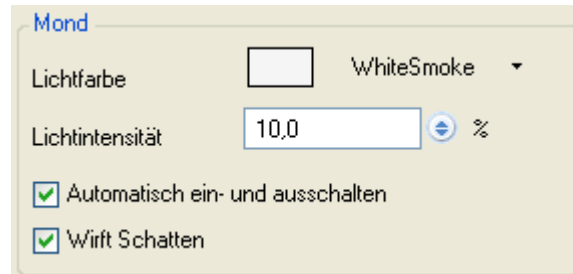 Mond
Lichtfarbe WhiteSmoke
Lichtintensität 10,0 %
Automatisch ein- und ausschalten
Wirft Schatten